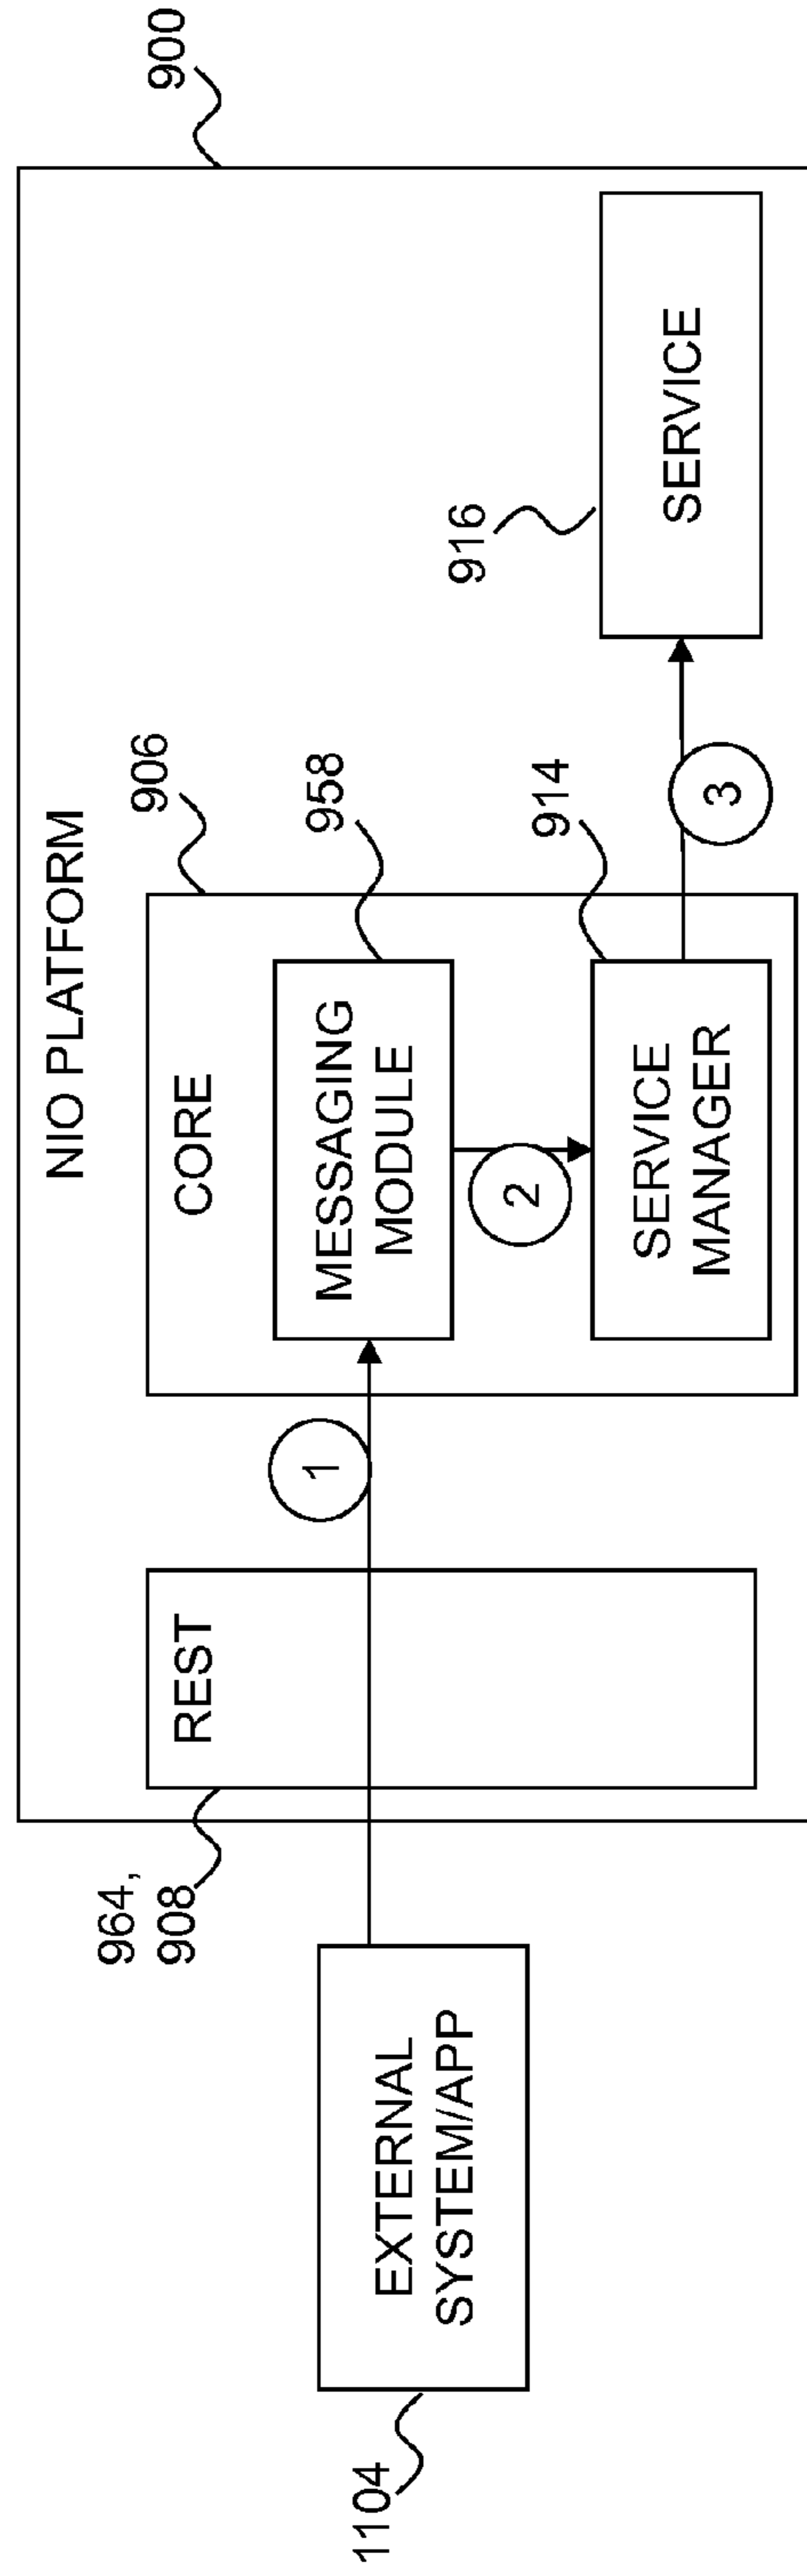 900
NIO PLATFORM
906
CORE
958
MESSAGING
MODULE
914
SERVICE
MANAGER
916
SERVICE
1
2
3
REST
964,
908
EXTERNAL
SYSTEM/APP
1104